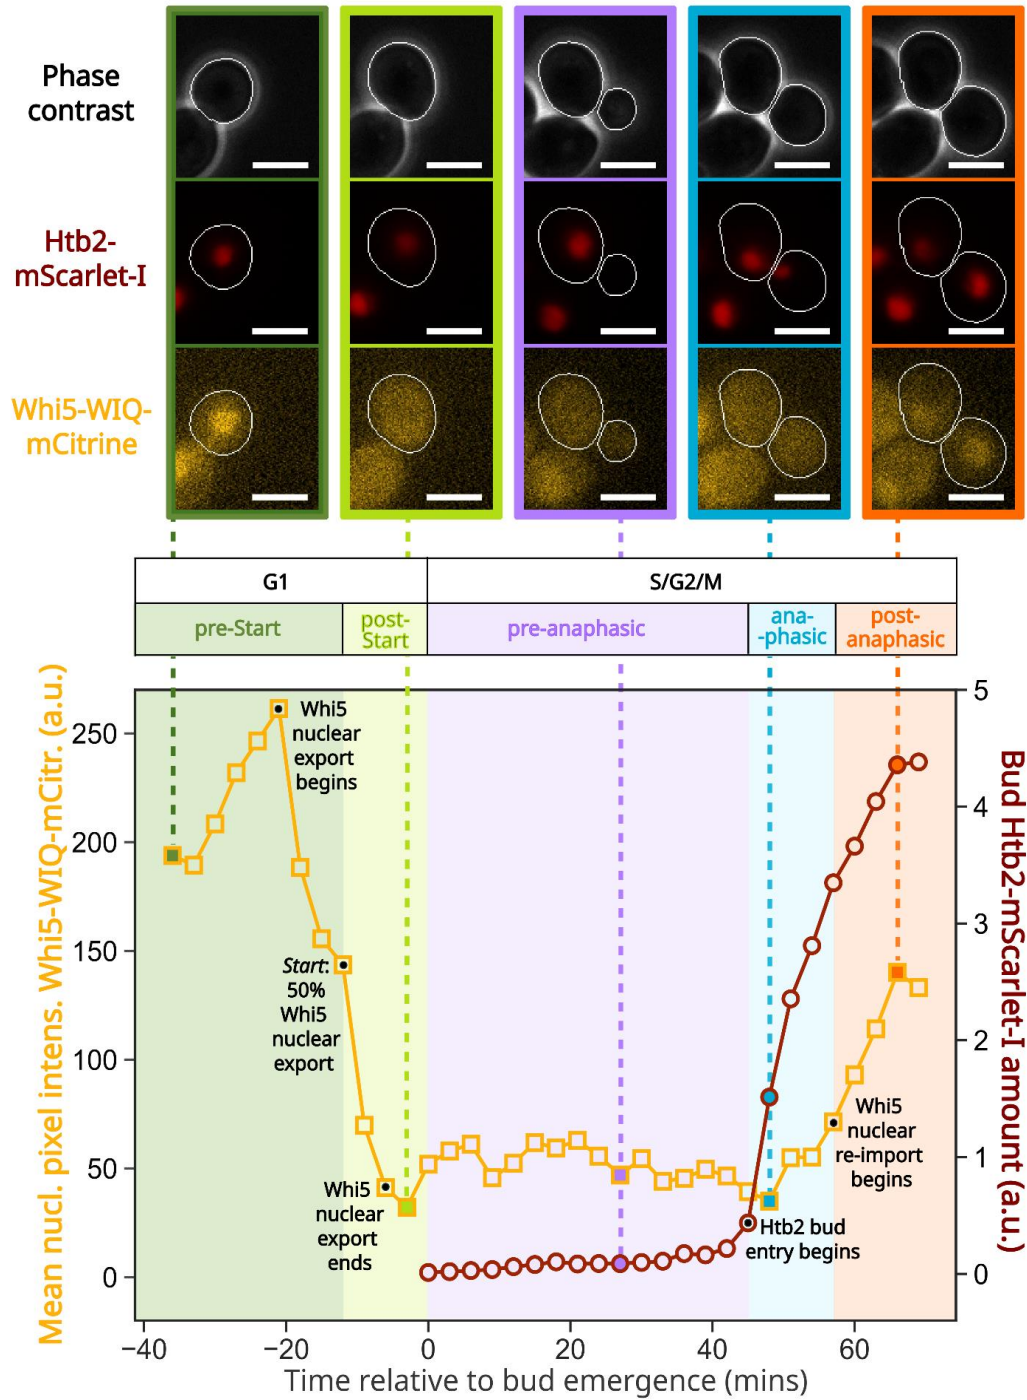 Phase
contrast
Htb2-
mScarlet-I
Whi5-WIQ-
mCitrine
G1
S/G2/M
pre-Start
post-
Start
pre-anaphasic
ana-
-phasic
post-
anaphasic
Mean nucl. pixel intens. Whi5-WIQ-mCitr. (a.u.)
250
200
150
100
50
0
Whi5
nuclear
export
begins
Start:
50%
Whi5
nuclear
export
Whi5
nuclear
export
ends
Htb2 bud
entry begins
Whi5
nuclear
re-import
begins
5
4
3
2
1
0
Bud Htb2-mScarlet-I amount (a.u.)
−40
−20
0
20
40
60
Time relative to bud emergence (mins)